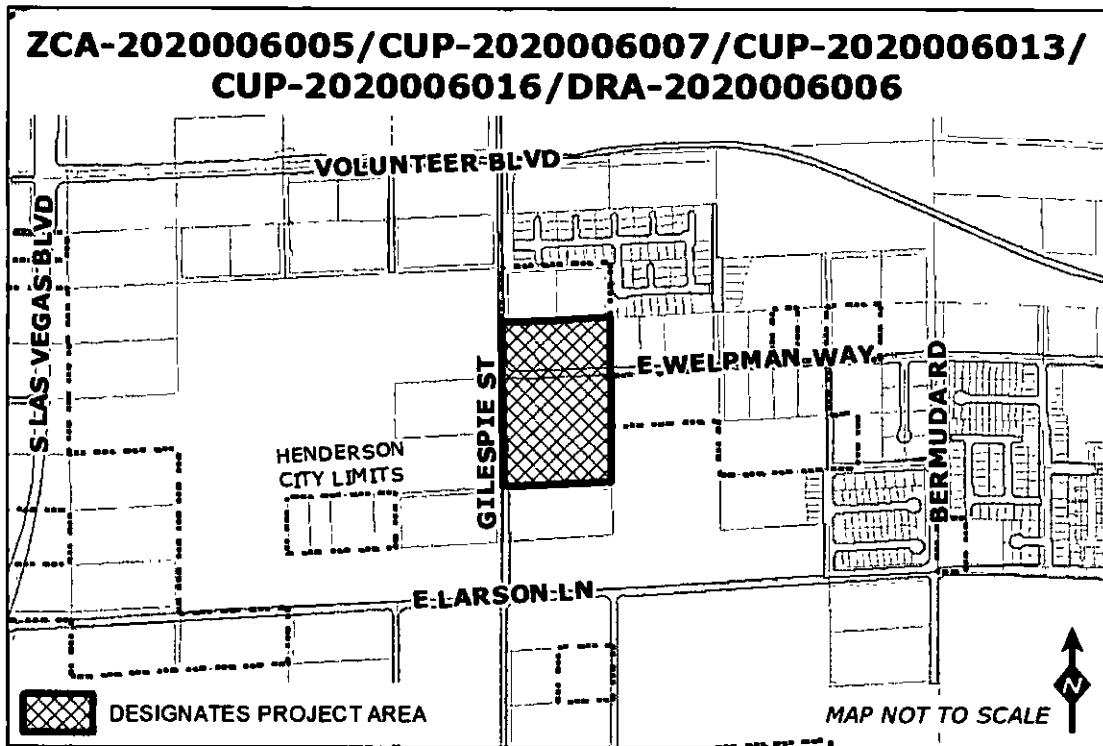 ZCA-2020006005/CUP-2020006007/CUP-2020006013/
CUP-2020006016/DRA-2020006006
VOLUNTEER BLVD
S LAS VEGAS BLVD
GILESPIE ST
E WELPMAN WAY
BERMUDA RD
HENDERSON
CITY LIMITS
E LARSON LN
DESIGNATES PROJECT AREA
MAP NOT TO SCALE
N